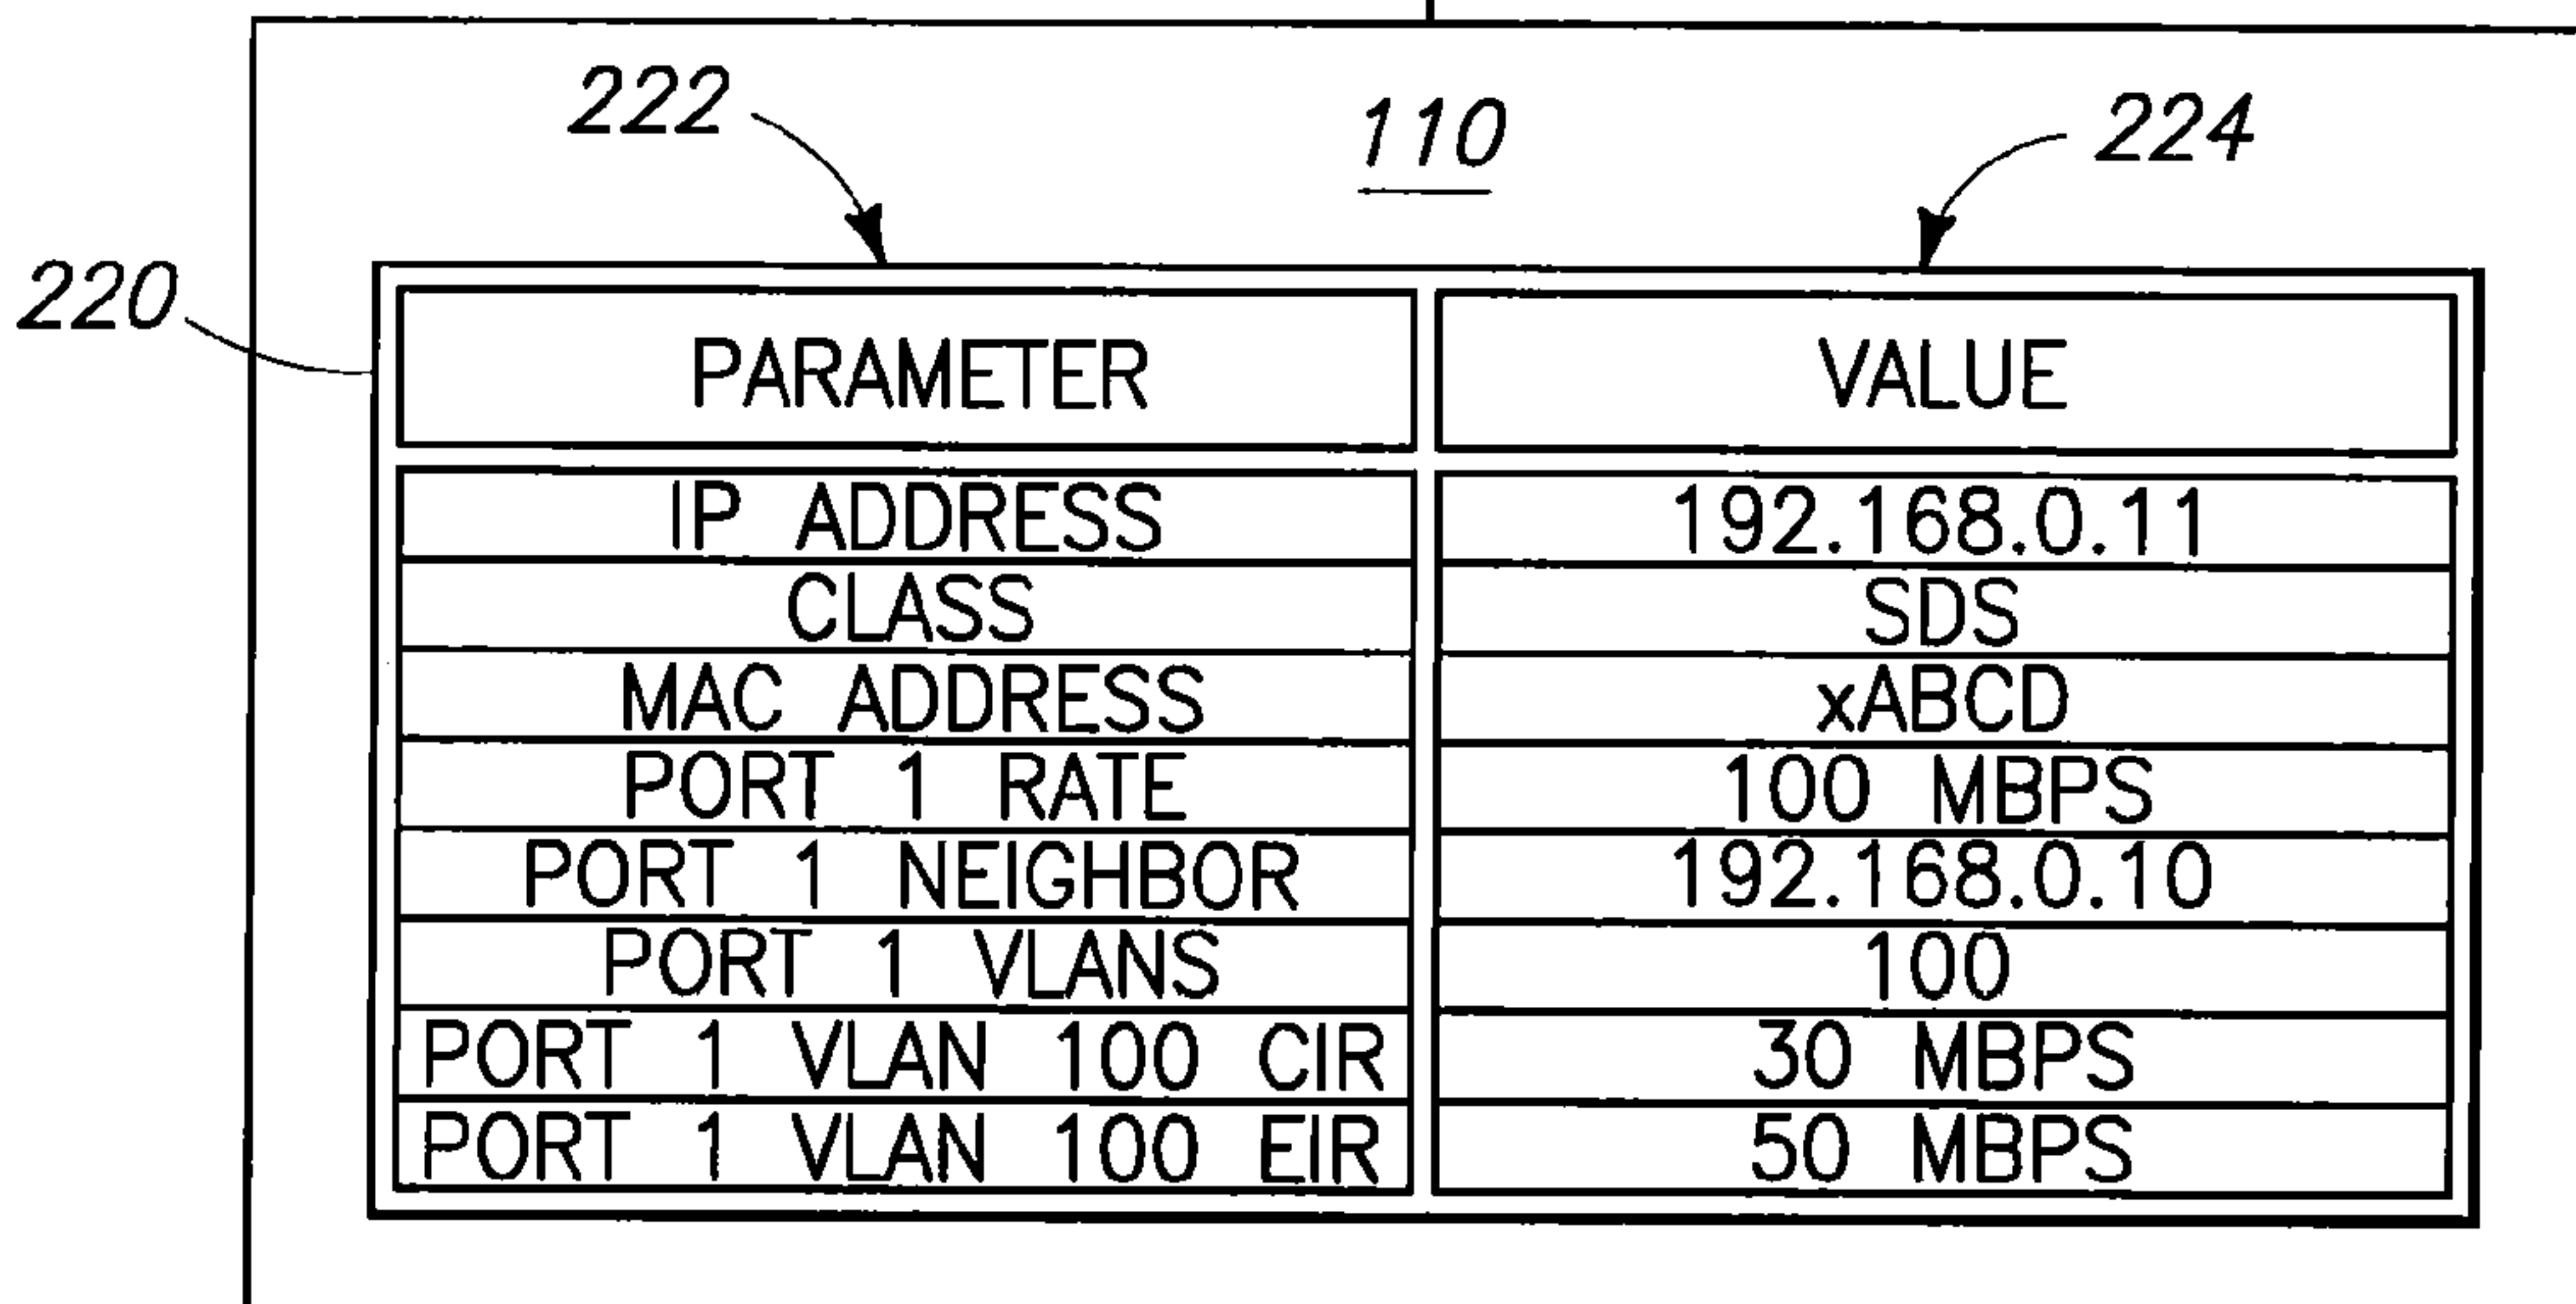 222 110 224
220
PARAMETER VALUE
IP ADDRESS 192.168.0.11
CLASS SDS
MAC ADDRESS xABCD
PORT 1 RATE 100 MBPS
PORT 1 NEIGHBOR 192.168.0.10
PORT 1 VLANS 100
PORT 1 VLAN 100 CIR 30 MBPS
PORT 1 VLAN 100 EIR 50 MBPS